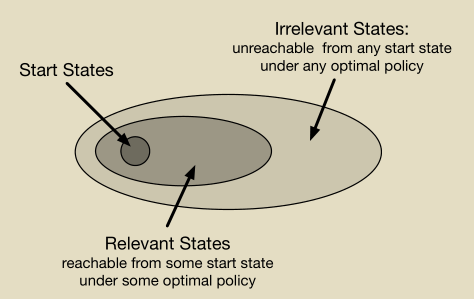 Irrelevant States:
unreachable from any start state
under any optimal policy
Start States
Relevant States
reachable from some start state
under some optimal policy